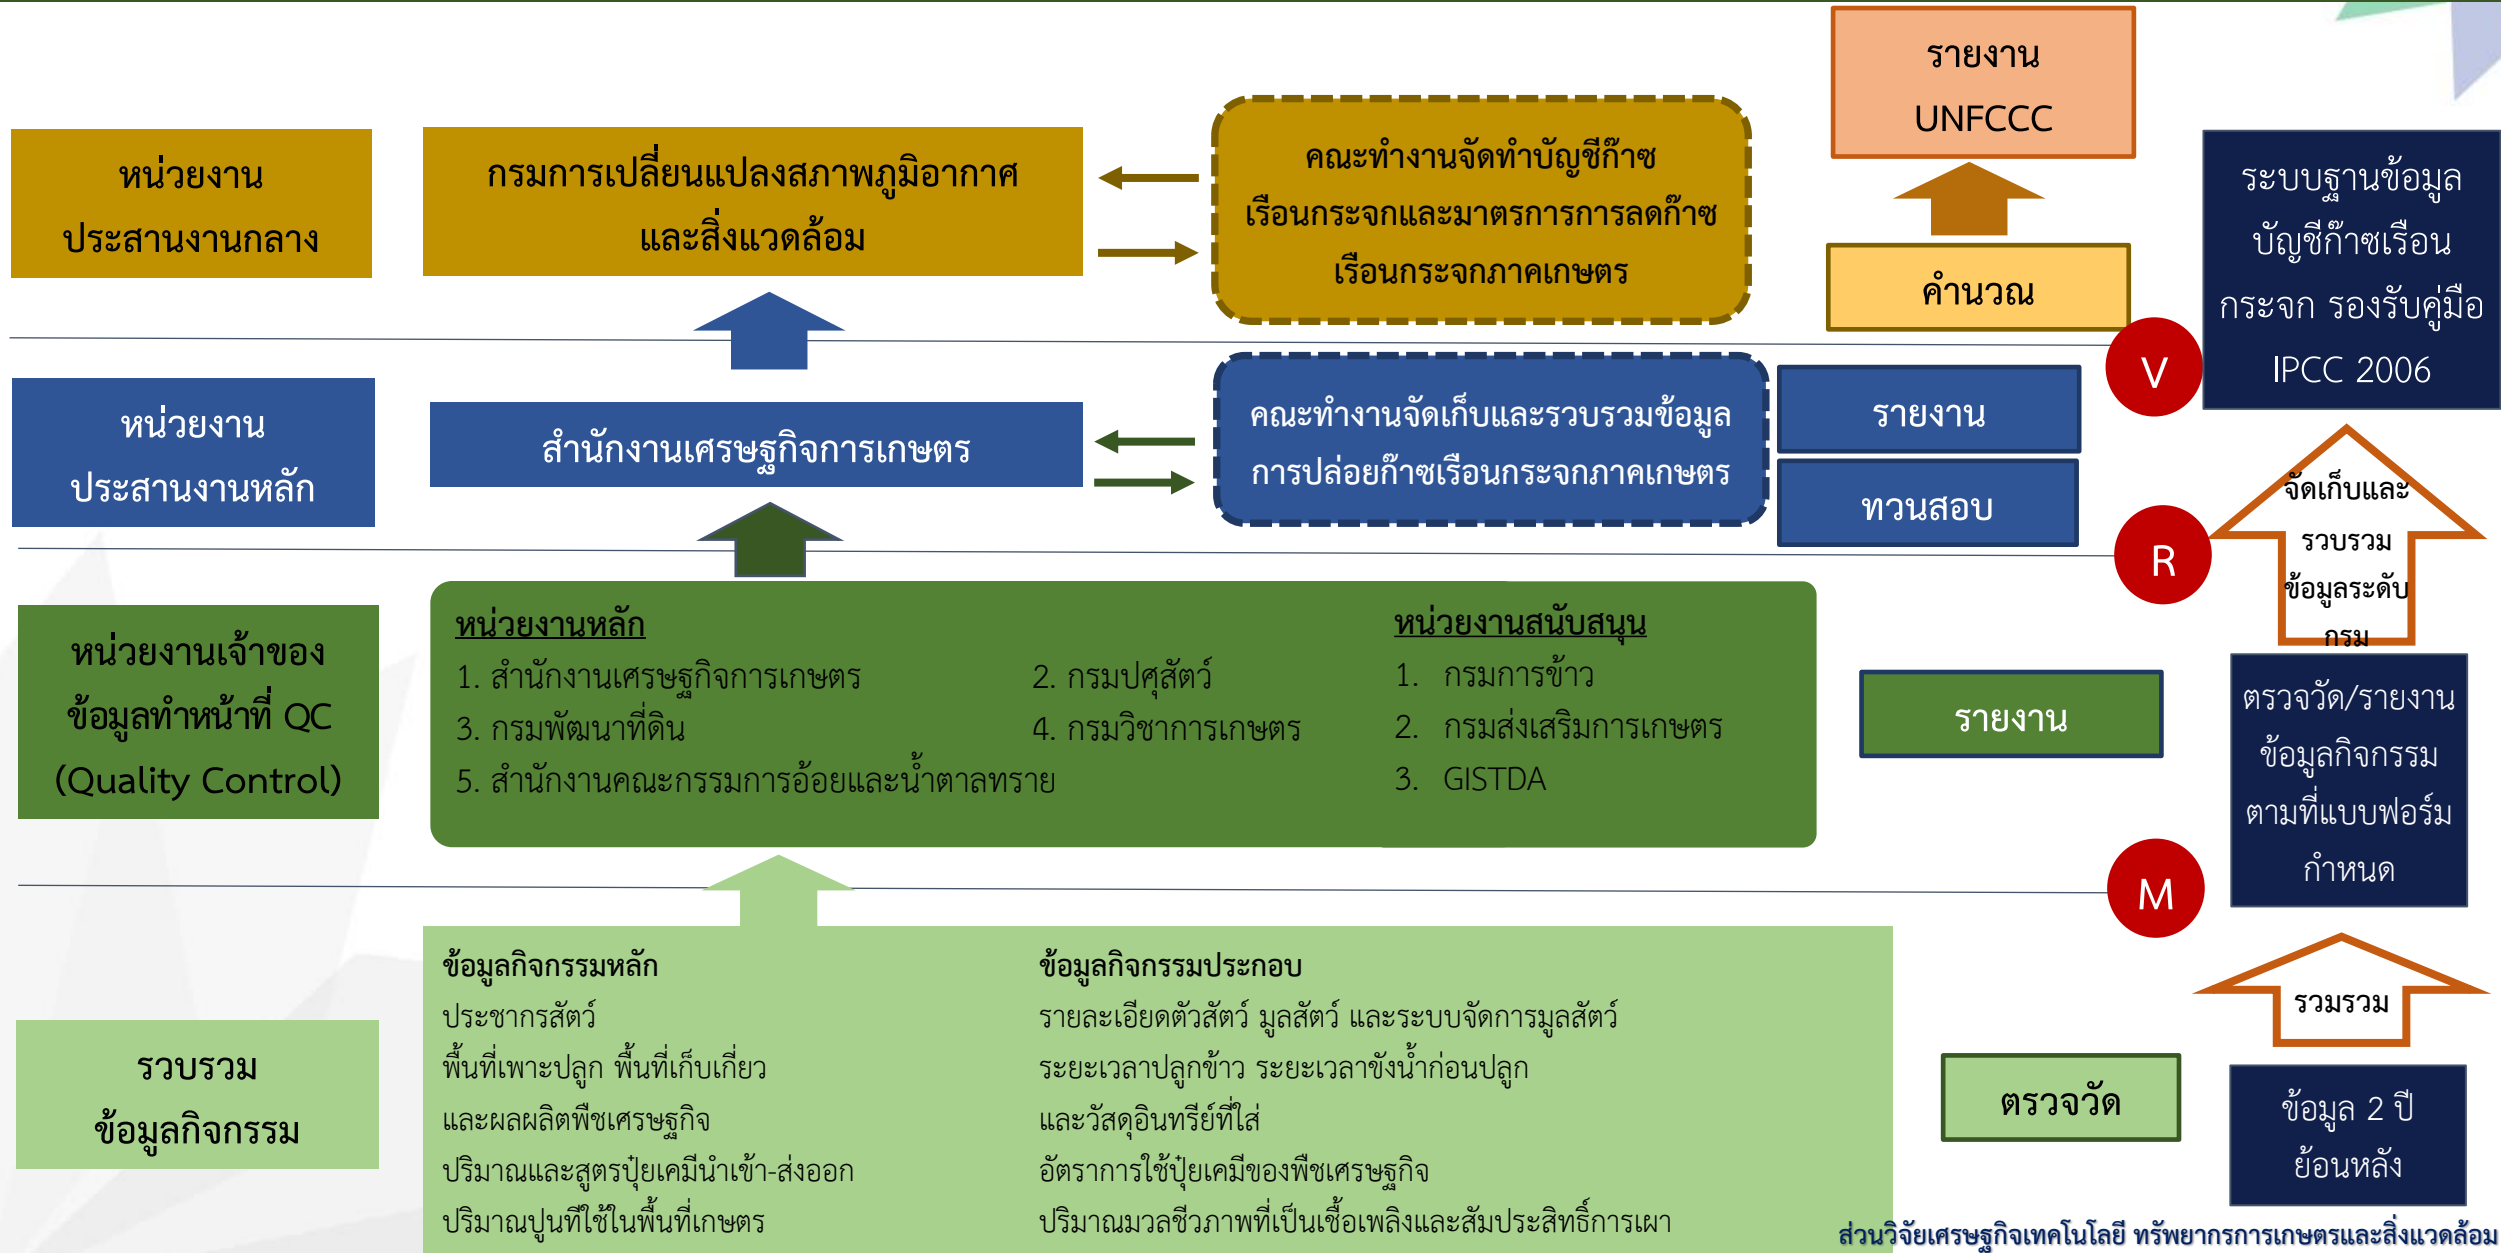 รายงาน
UNFCCC
หน่วยงาน
ประสานงานกลาง
กรมการเปลี่ยนแปลงสภาพภูมิอากาศ
และสิ่งแวดล้อม
คณะทำงานจัดทำบัญชีก๊าซ
เรือนกระจกและมาตรการการลดก๊าซ
เรือนกระจกภาคเกษตร
คำนวณ
ระบบฐานข้อมูล
บัญชีก๊าซเรือน
กระจก รองรับคู่มือ
IPCC 2006
V
หน่วยงาน
ประสานงานหลัก
สำนักงานเศรษฐกิจการเกษตร
คณะทำงานจัดเก็บและรวบรวมข้อมูล
การปล่อยก๊าซเรือนกระจกภาคเกษตร
รายงาน
ทวนสอบ
จัดเก็บและ
รวบรวม
ข้อมูลระดับ
กรม
R
หน่วยงานเจ้าของ
ข้อมูลทำหน้าที่ QC
(Quality Control)
หน่วยงานหลัก
1. สำนักงานเศรษฐกิจการเกษตร
2. กรมปศุสัตว์
3. กรมพัฒนาที่ดิน
4. กรมวิชาการเกษตร
5. สำนักงานคณะกรรมการอ้อยและน้ำตาลทราย
หน่วยงานสนับสนุน
1. กรมการข้าว
2. กรมส่งเสริมการเกษตร
3. GISTDA
รายงาน
ตรวจวัด/รายงาน
ข้อมูลกิจกรรม
ตามที่แบบฟอร์ม
กำหนด
M
รวบรวม
ข้อมูลกิจกรรม
ข้อมูลกิจกรรมหลัก
ประชากรสัตว์
พื้นที่เพาะปลูก พื้นที่เก็บเกี่ยว
และผลผลิตพืชเศรษฐกิจ
ปริมาณและสูตรปุ๋ยเคมีนำเข้า-ส่งออก
ปริมาณปูนที่ใช้ในพื้นที่เกษตร
ข้อมูลกิจกรรมประกอบ
รายละเอียดตัวสัตว์ มูลสัตว์ และระบบจัดการมูลสัตว์
ระยะเวลาปลูกข้าว ระยะเวลาขังน้ำก่อนปลูก
และวัสดุอินทรีย์ที่ใส่
อัตราการใช้ปุ๋ยเคมีของพืชเศรษฐกิจ
ปริมาณมวลชีวภาพที่เป็นเชื้อเพลิงและสัมประสิทธิ์การเผา
ตรวจวัด
รวมรวม
ข้อมูล 2 ปี
ย้อนหลัง
ส่วนวิจัยเศรษฐกิจเทคโนโลยี ทรัพยากรการเกษตรและสิ่งแวดล้อม